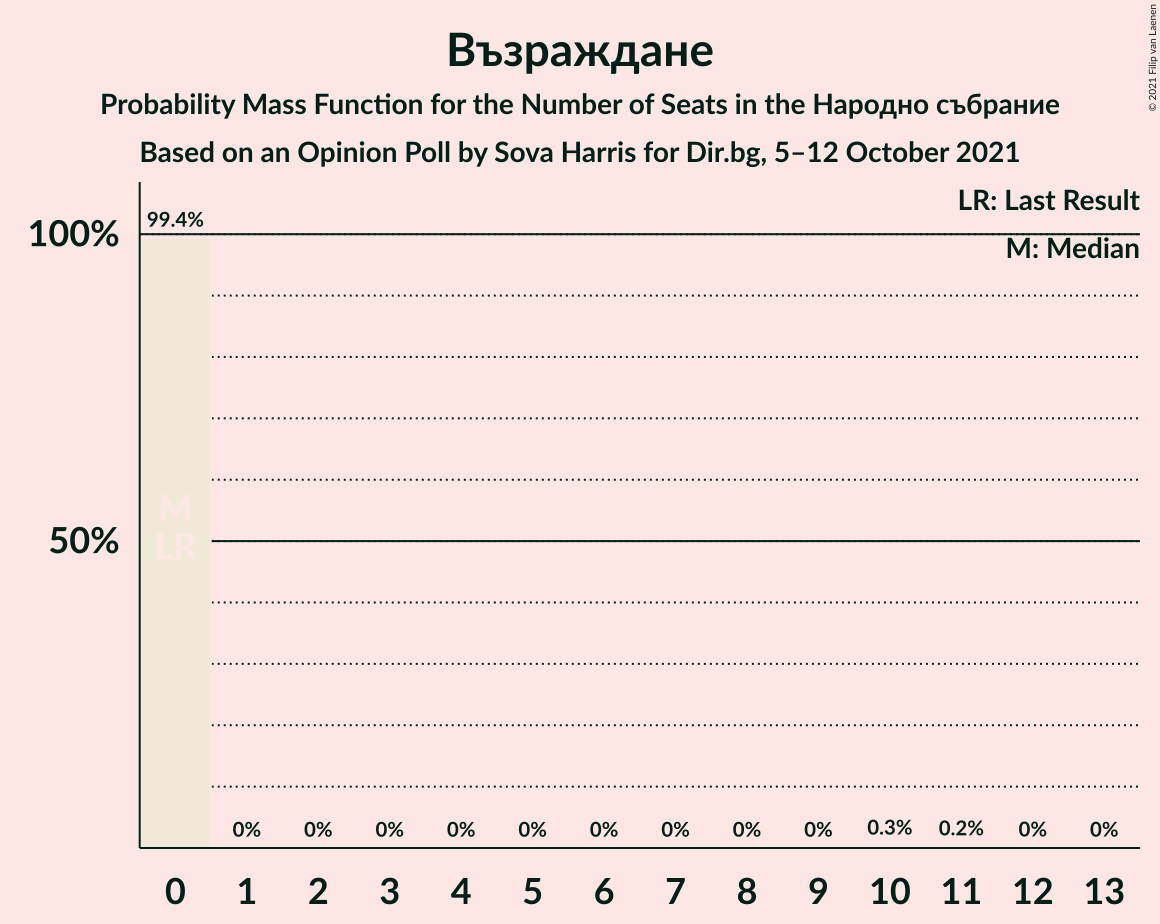 Възраждане
Probability Mass Function for the Number of Seats in the Народно събрание
Based on an Opinion Poll by Sova Harris for Dir.bg, 5–12 October 2021
© 2021 Filip van Laenen
LR: Last Result
M: Median
99.4%
100%
50%
M
LR
0% 0% 0% 0% 0% 0% 0% 0% 0% 0.3% 0.2% 0% 0%
0 1 2 3 4 5 6 7 8 9 10 11 12 13